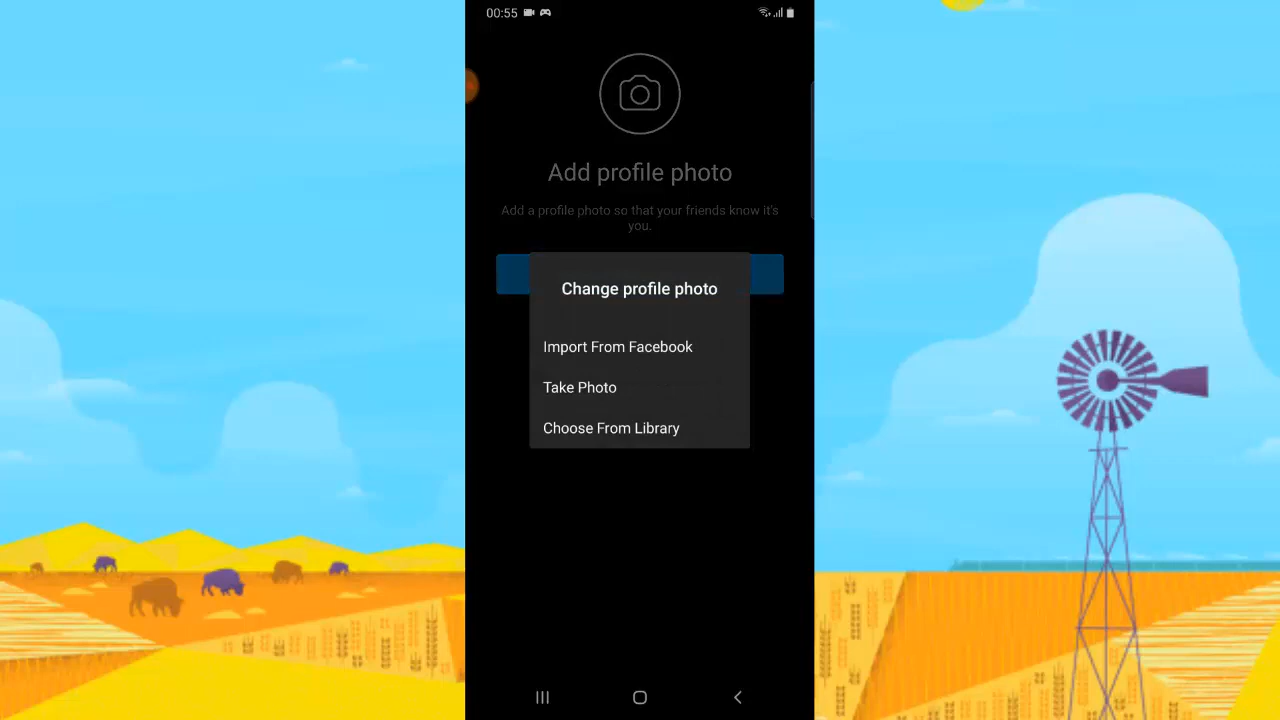 00:55
Add profile photo
Add a profile photo so that your friends know it's
you.
Change profile photo
Import From Facebook
Take Photo
Choose From Library